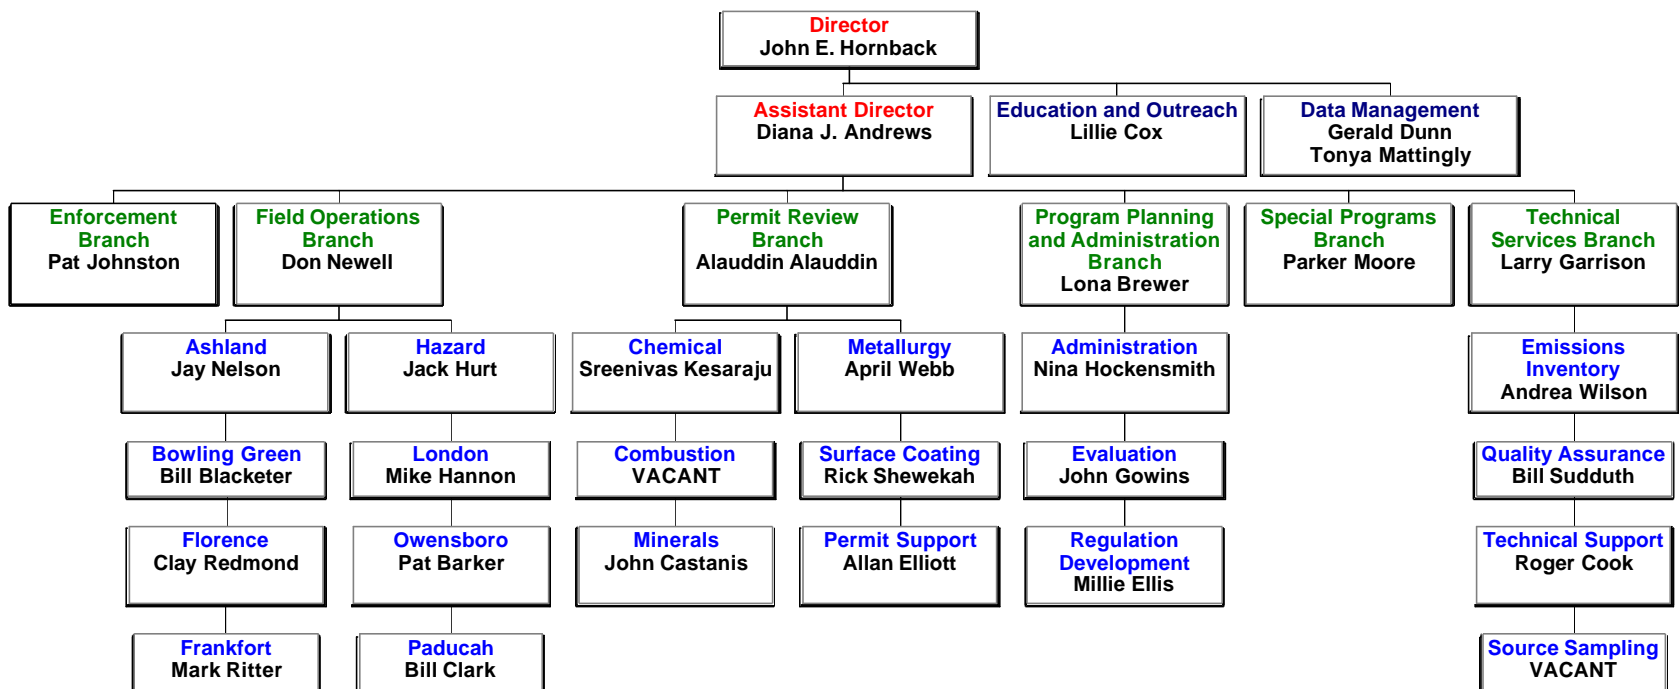 Director
John E. Hornback
Assistant Director
Diana J. Andrews
Education and Outreach
Lillie Cox
Data Management
Gerald Dunn
Tonya Mattingly
Enforcement
Branch
Pat Johnston
Field Operations
Branch
Don Newell
Permit Review
Branch
Alauddin Alauddin
Program Planning
and Administration
Branch
Lona Brewer
Special Programs
Branch
Parker Moore
Technical
Services Branch
Larry Garrison
Ashland
Jay Nelson
Hazard
Jack Hurt
Chemical
Sreenivas Kesaraju
Metallurgy
April Webb
Administration
Nina Hockensmith
Emissions
Inventory
Andrea Wilson
Bowling Green
Bill Blacketer
London
Mike Hannon
Combustion
VACANT
Surface Coating
Rick Shewekah
Evaluation
John Gowins
Quality Assurance
Bill Sudduth
Florence
Clay Redmond
Owensboro
Pat Barker
Minerals
John Castanis
Permit Support
Allan Elliott
Regulation
Development
Millie Ellis
Technical Support
Roger Cook
Frankfort
Mark Ritter
Paducah
Bill Clark
Source Sampling
VACANT